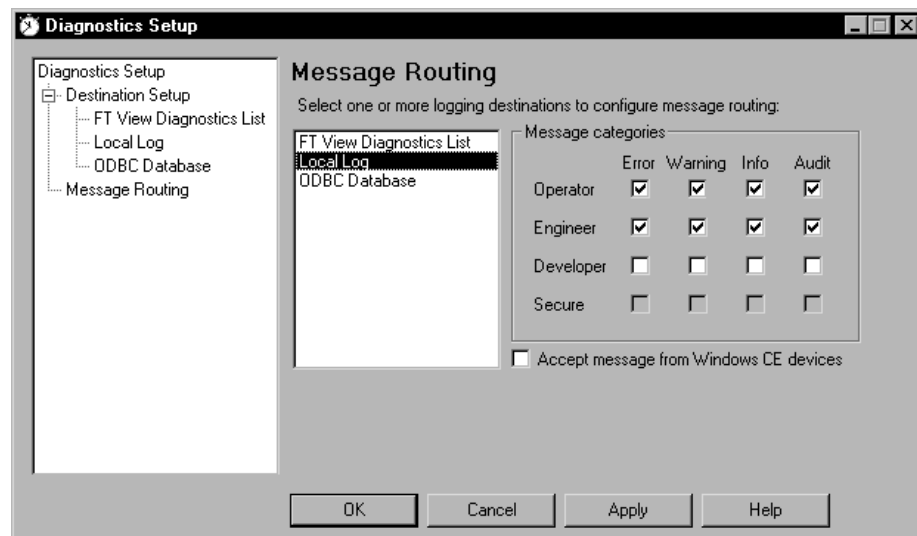 Diagnostics Setup
Diagnostics Setup
Destination Setup
FT View Diagnostics List
Local Log
ODBC Database
Message Routing
Message Routing
Select one or more logging destinations to configure message routing:
FT View Diagnostics List
Local Log
ODBC Database
Message categories
Error Warning Info Audit
Operator
Engineer
Developer
Secure
Accept message from Windows CE devices
OK Cancel Apply Help